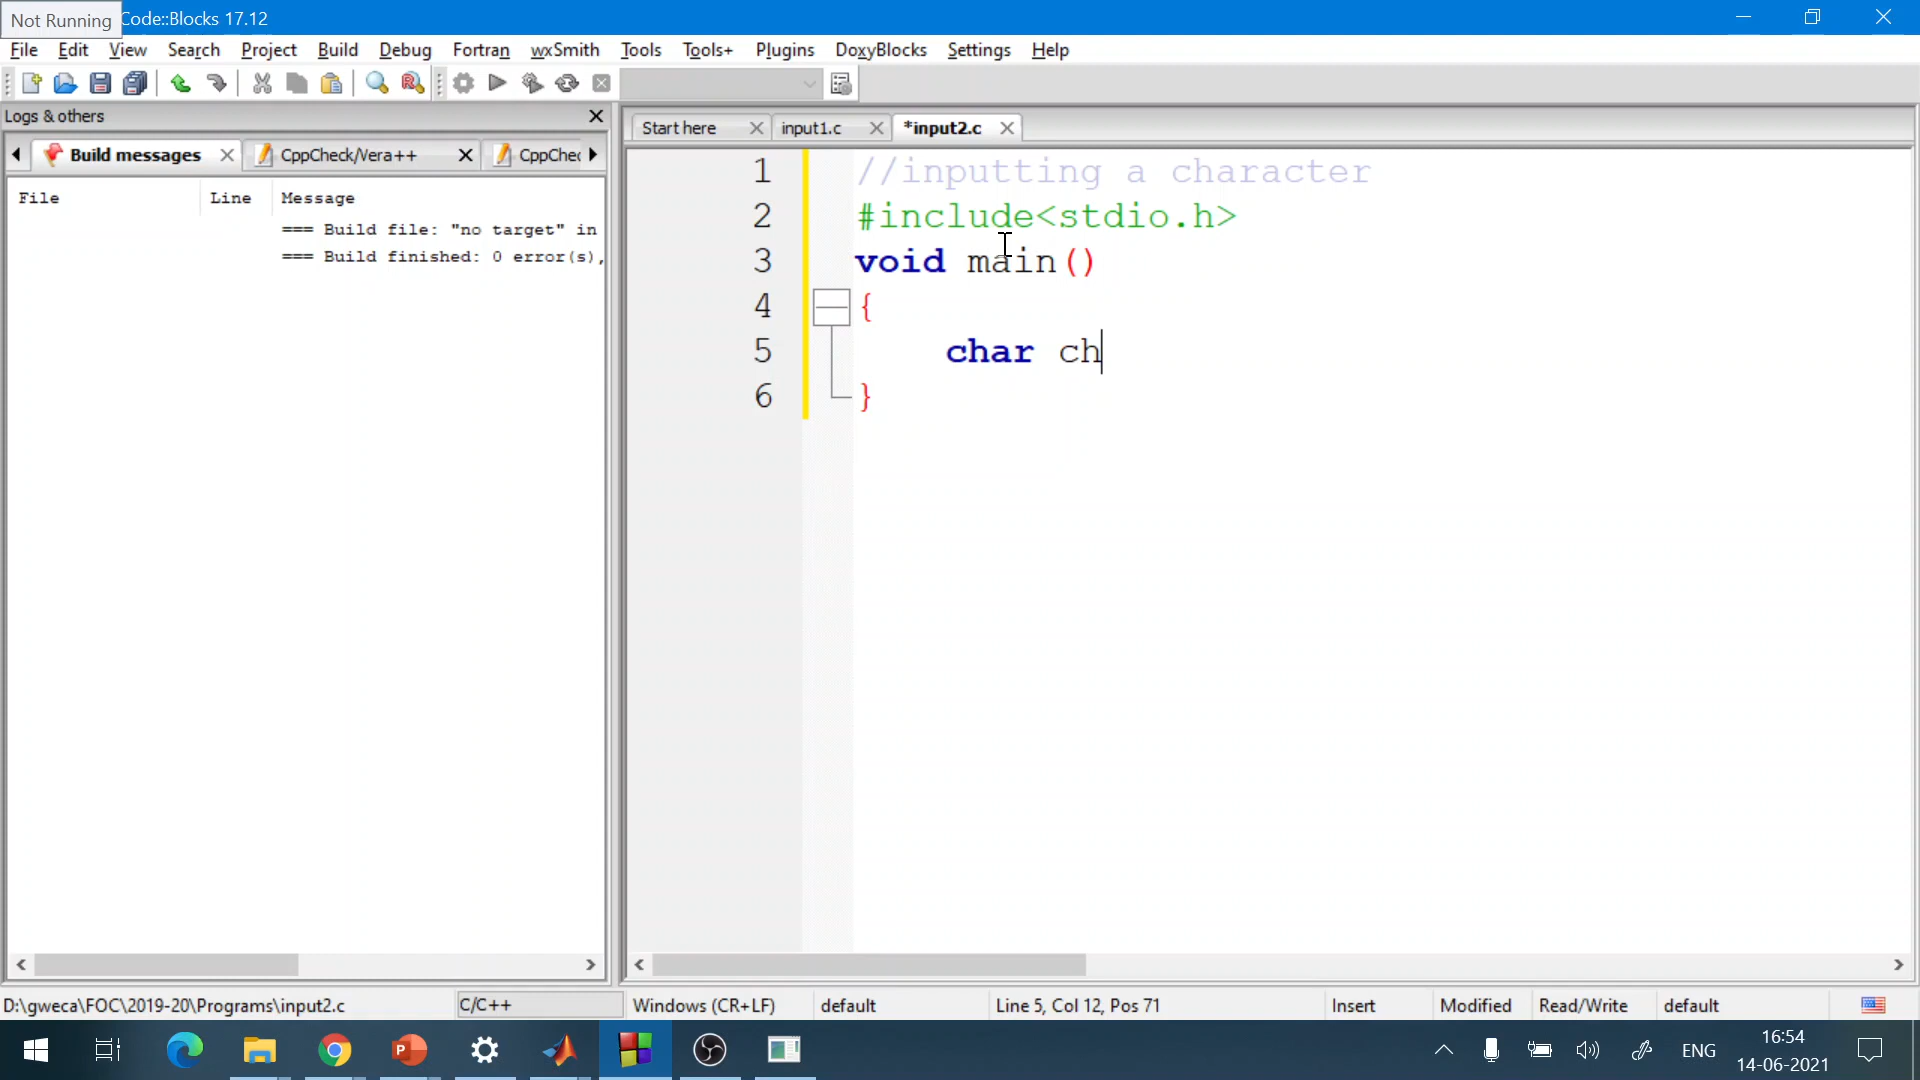 Not Running Code::Blocks 17.12
File Edit View Search Project Build Debug Fortran wxSmith Tools Tools+ Plugins DoxyBlocks Settings Help
Logs & others
Build messages CppCheck/Vera++ CppChec
File Line Message
=== Build file: "no target" in
=== Build finished: 0 error(s),
Start here input1.c *input2.c
1 //inputting a character
2 #include<stdio.h>
3 void main()
4 {
5 char ch
6 }
D:\gweca\FOC\2019-20\Programs\input2.c C/C++ Windows (CR+LF) default Line 5, Col 12, Pos 71 Insert Modified Read/Write default
ENG 16:54
14-06-2021